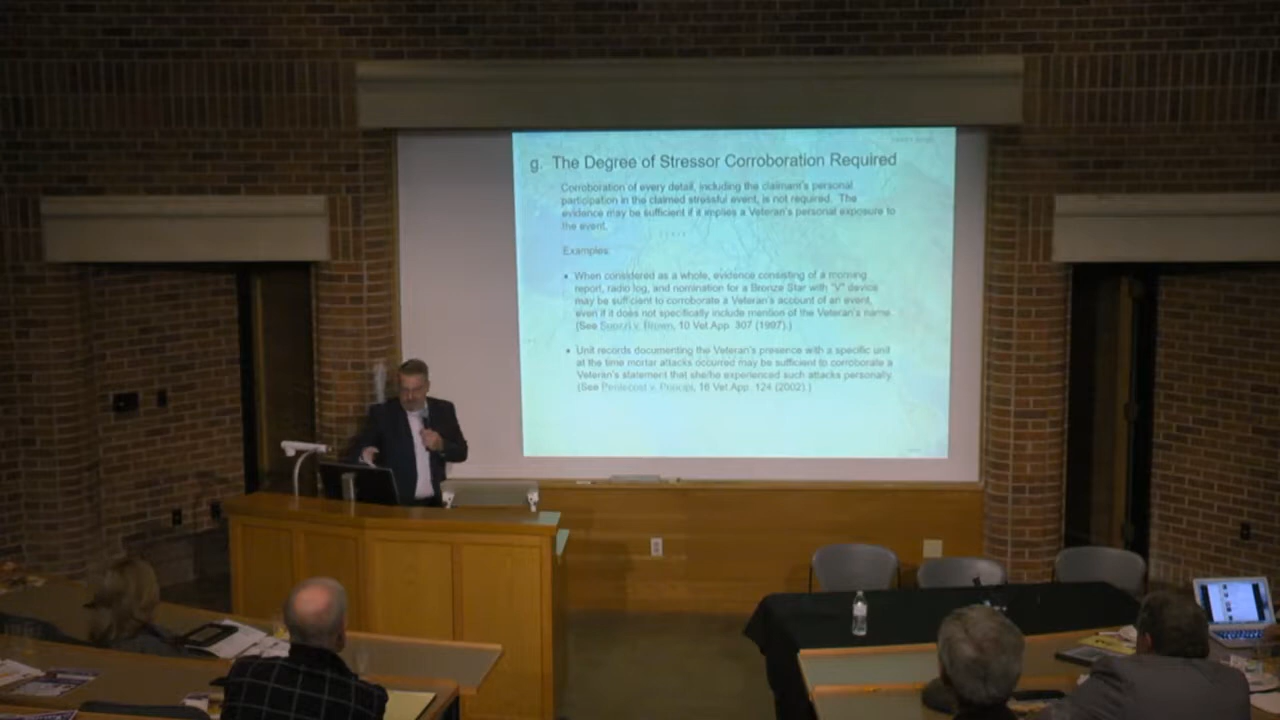 g. The Degree of Stressor Corroboration Required
Corroboration of every detail, including the claimant's personal
participation in the claimed stressful event, is not required. The
evidence may be sufficient if it implies a Veteran's personal exposure to
the event.
Examples:
• When considered as a whole, evidence consisting of a morning
report, radio log, and nomination for a Bronze Star with "V" device
may be sufficient to corroborate a Veteran's account of an event,
even if it does not specifically include mention of the Veteran's name.
(See Suozzi v. Brown, 10 Vet.App. 307 (1997).)
• Unit records documenting the Veteran's presence with a specific unit
at the time mortar attacks occurred may be sufficient to corroborate a
Veteran's statement that she/he experienced such attacks personally.
(See Pentecost v. Principi, 16 Vet.App. 124 (2002).)